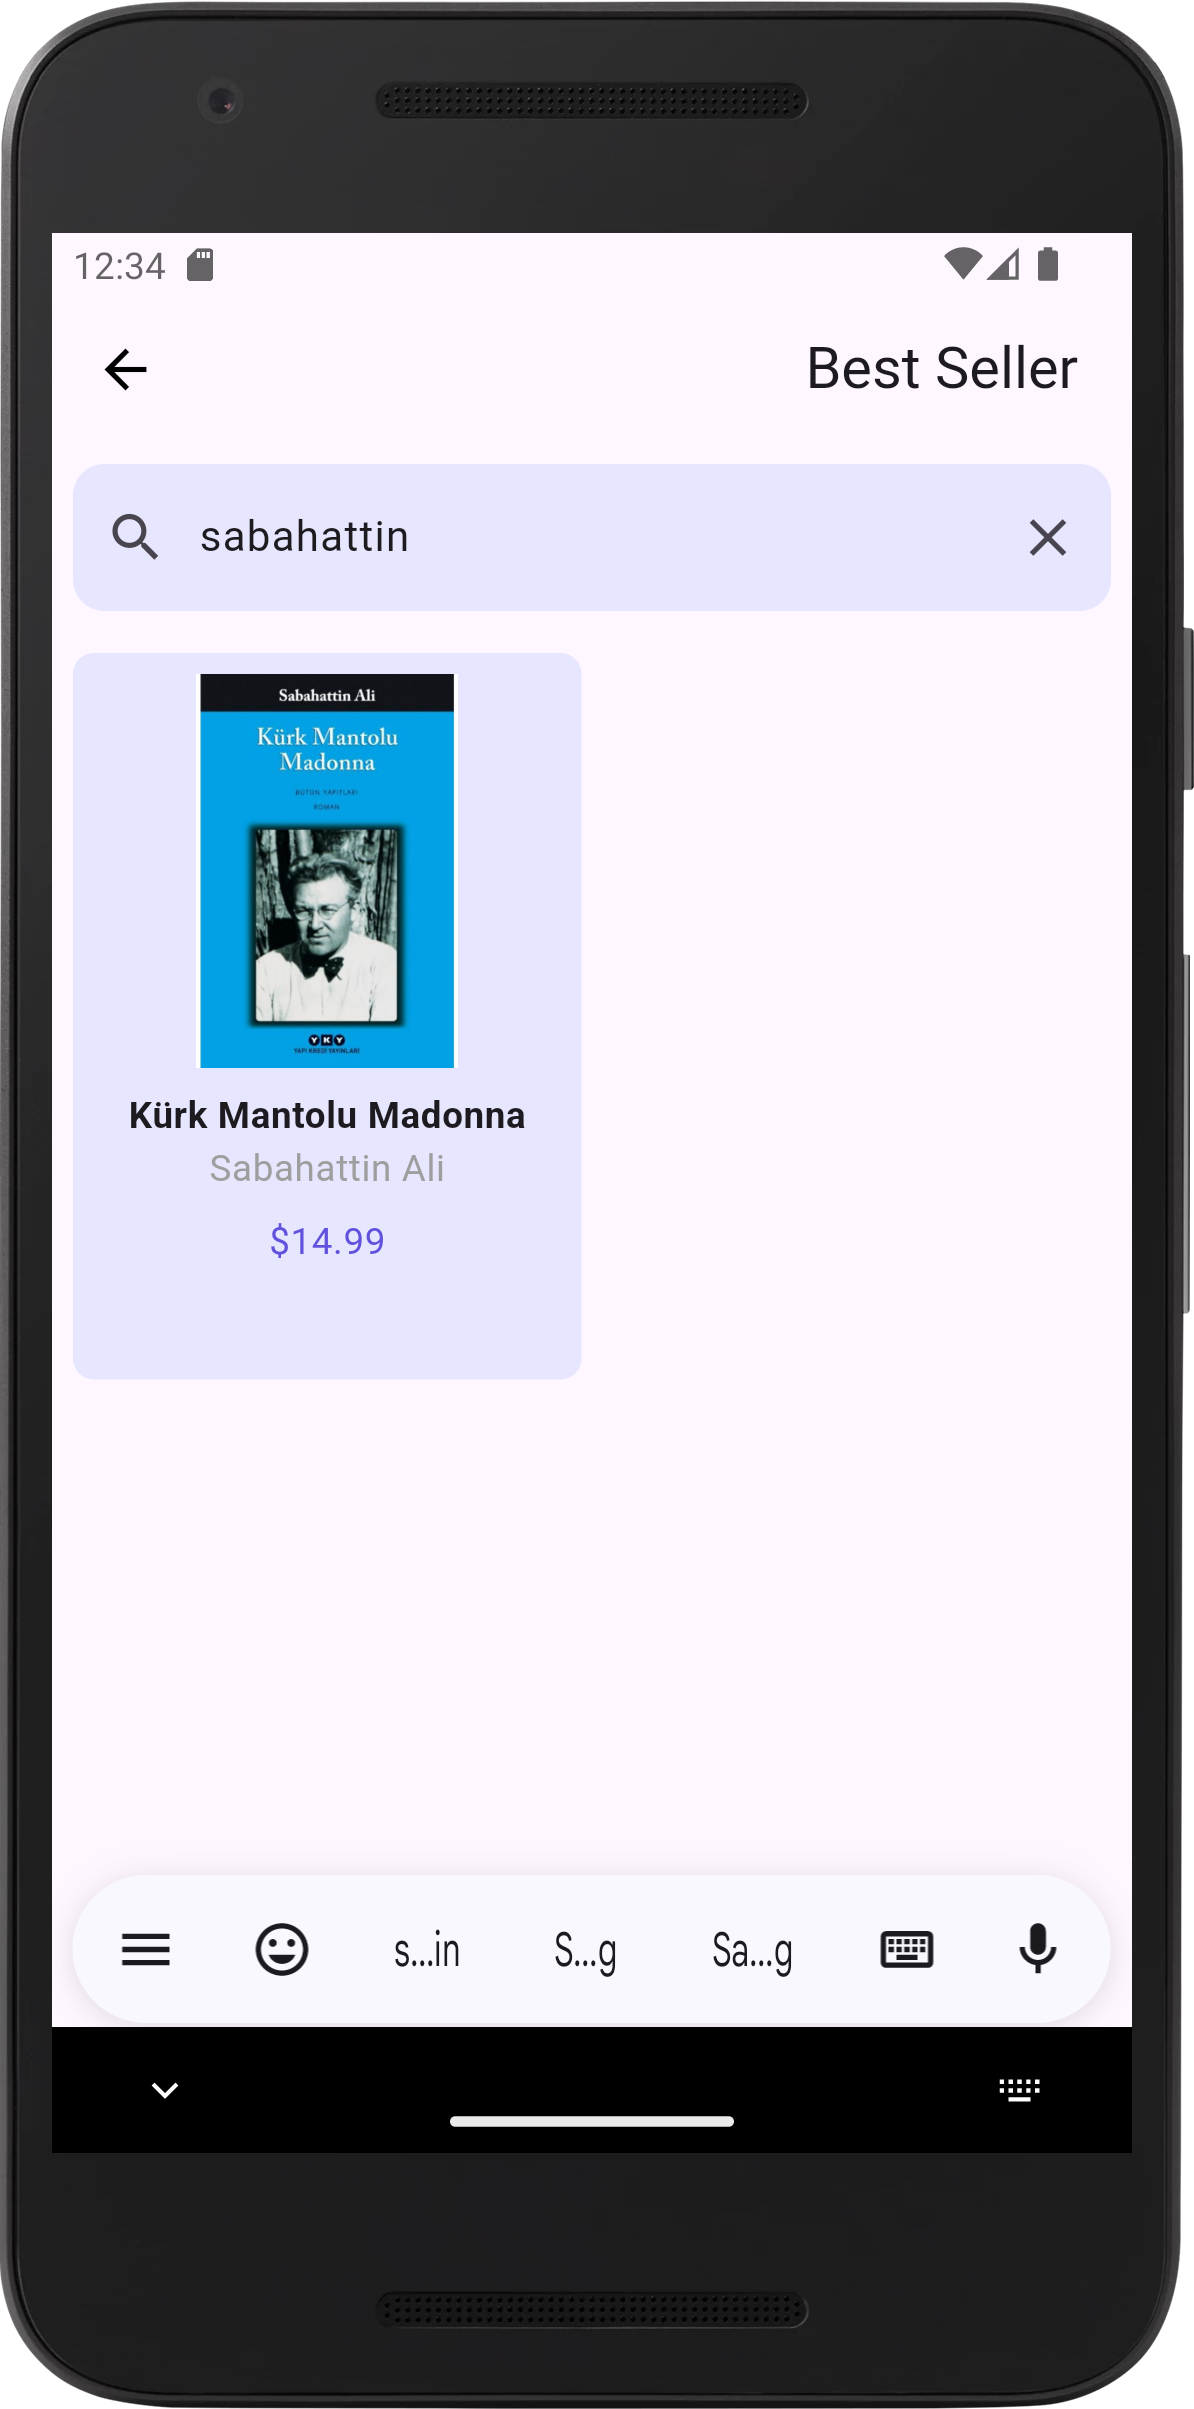 12:34
Best Seller
sabahattin
Sabahattin Ali
Kürk Mantolu
Madonna
BÜTÜN YAPITLARI
ROMAN
YKY
YAPI KREDİ YAYINLARI
Kürk Mantolu Madonna
Sabahattin Ali
$14.99
s...in S...g Sa...g